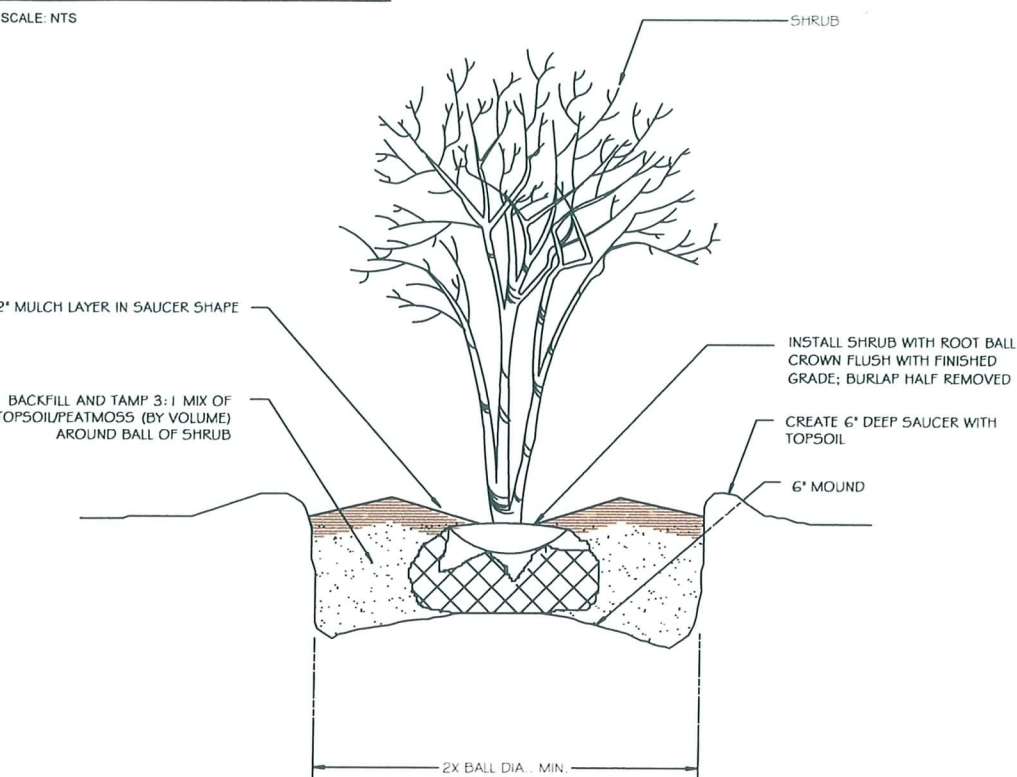 SCALE: NTS
SHRUB
2" MULCH LAYER IN SAUCER SHAPE
INSTALL SHRUB WITH ROOT BALL
CROWN FLUSH WITH FINISHED
GRADE; BURLAP HALF REMOVED
BACKFILL AND TAMP 3:1 MIX OF
TOPSOIL/PEATMOSS (BY VOLUME)
AROUND BALL OF SHRUB
CREATE 6" DEEP SAUCER WITH
TOPSOIL
6" MOUND
2X BALL DIA.. MIN.